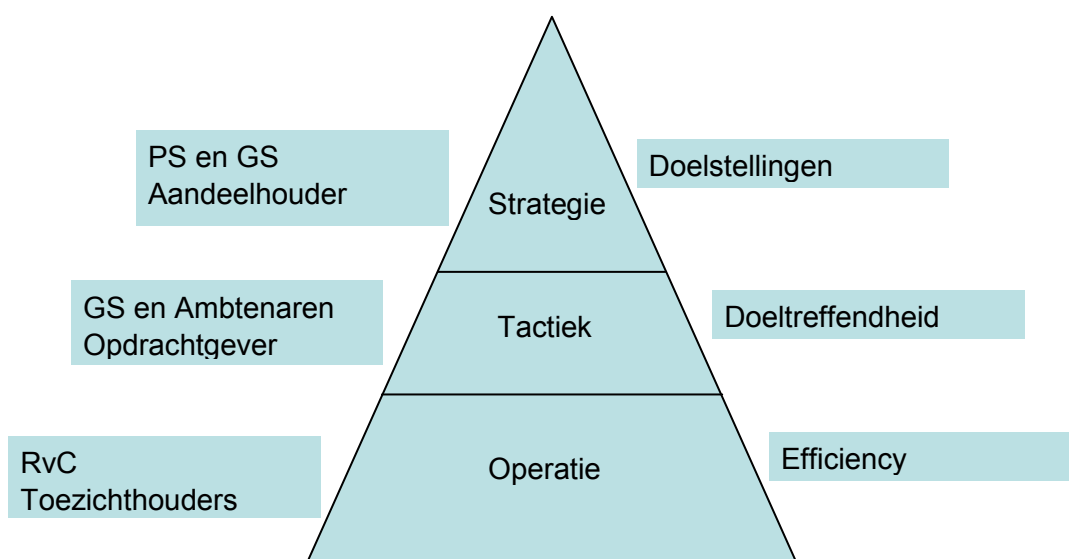 PS en GS
Aandeelhouder
Strategie
Doelstellingen
GS en Ambtenaren
Opdrachtgever
Tactiek
Doeltreffendheid
RvC
Toezichthouders
Operatie
Efficiency